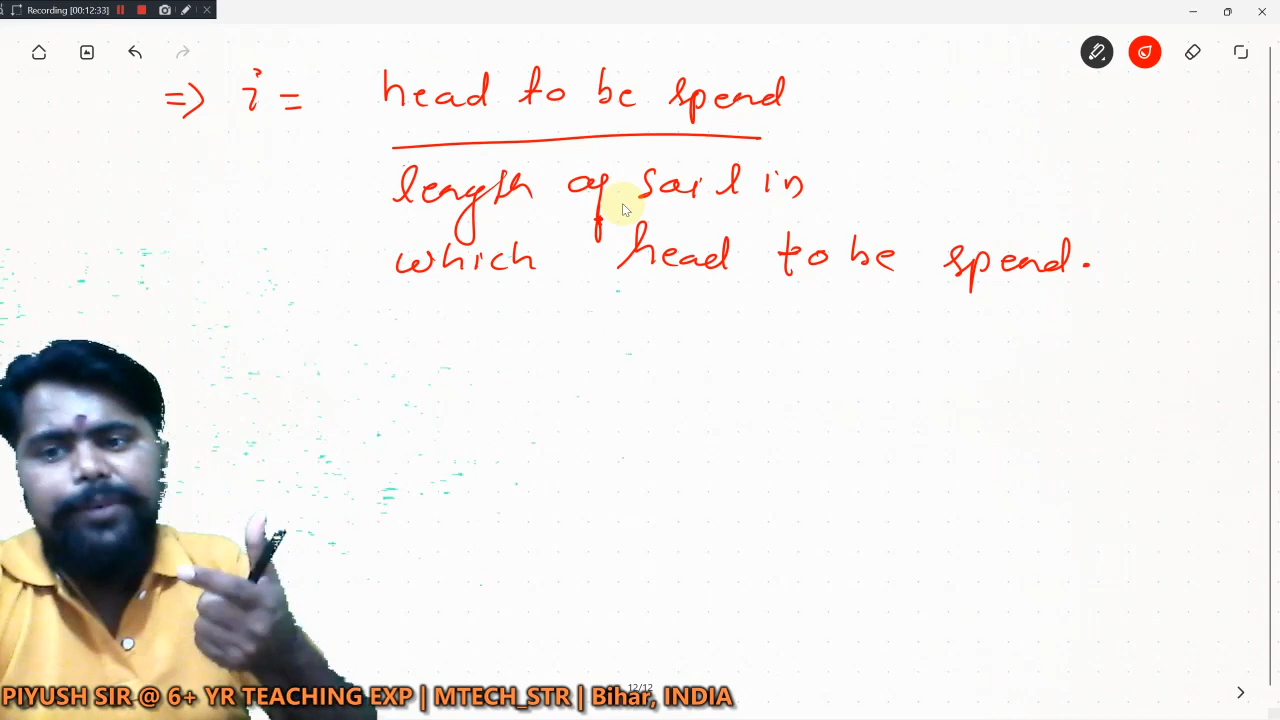 Recording [00:12:33]
⇒ i = head to be spend
length of soil in
which head to be spend.
12/12
PIYUSH SIR @ 6+ YR TEACHING EXP | MTECH_STR | Bihar, INDIA